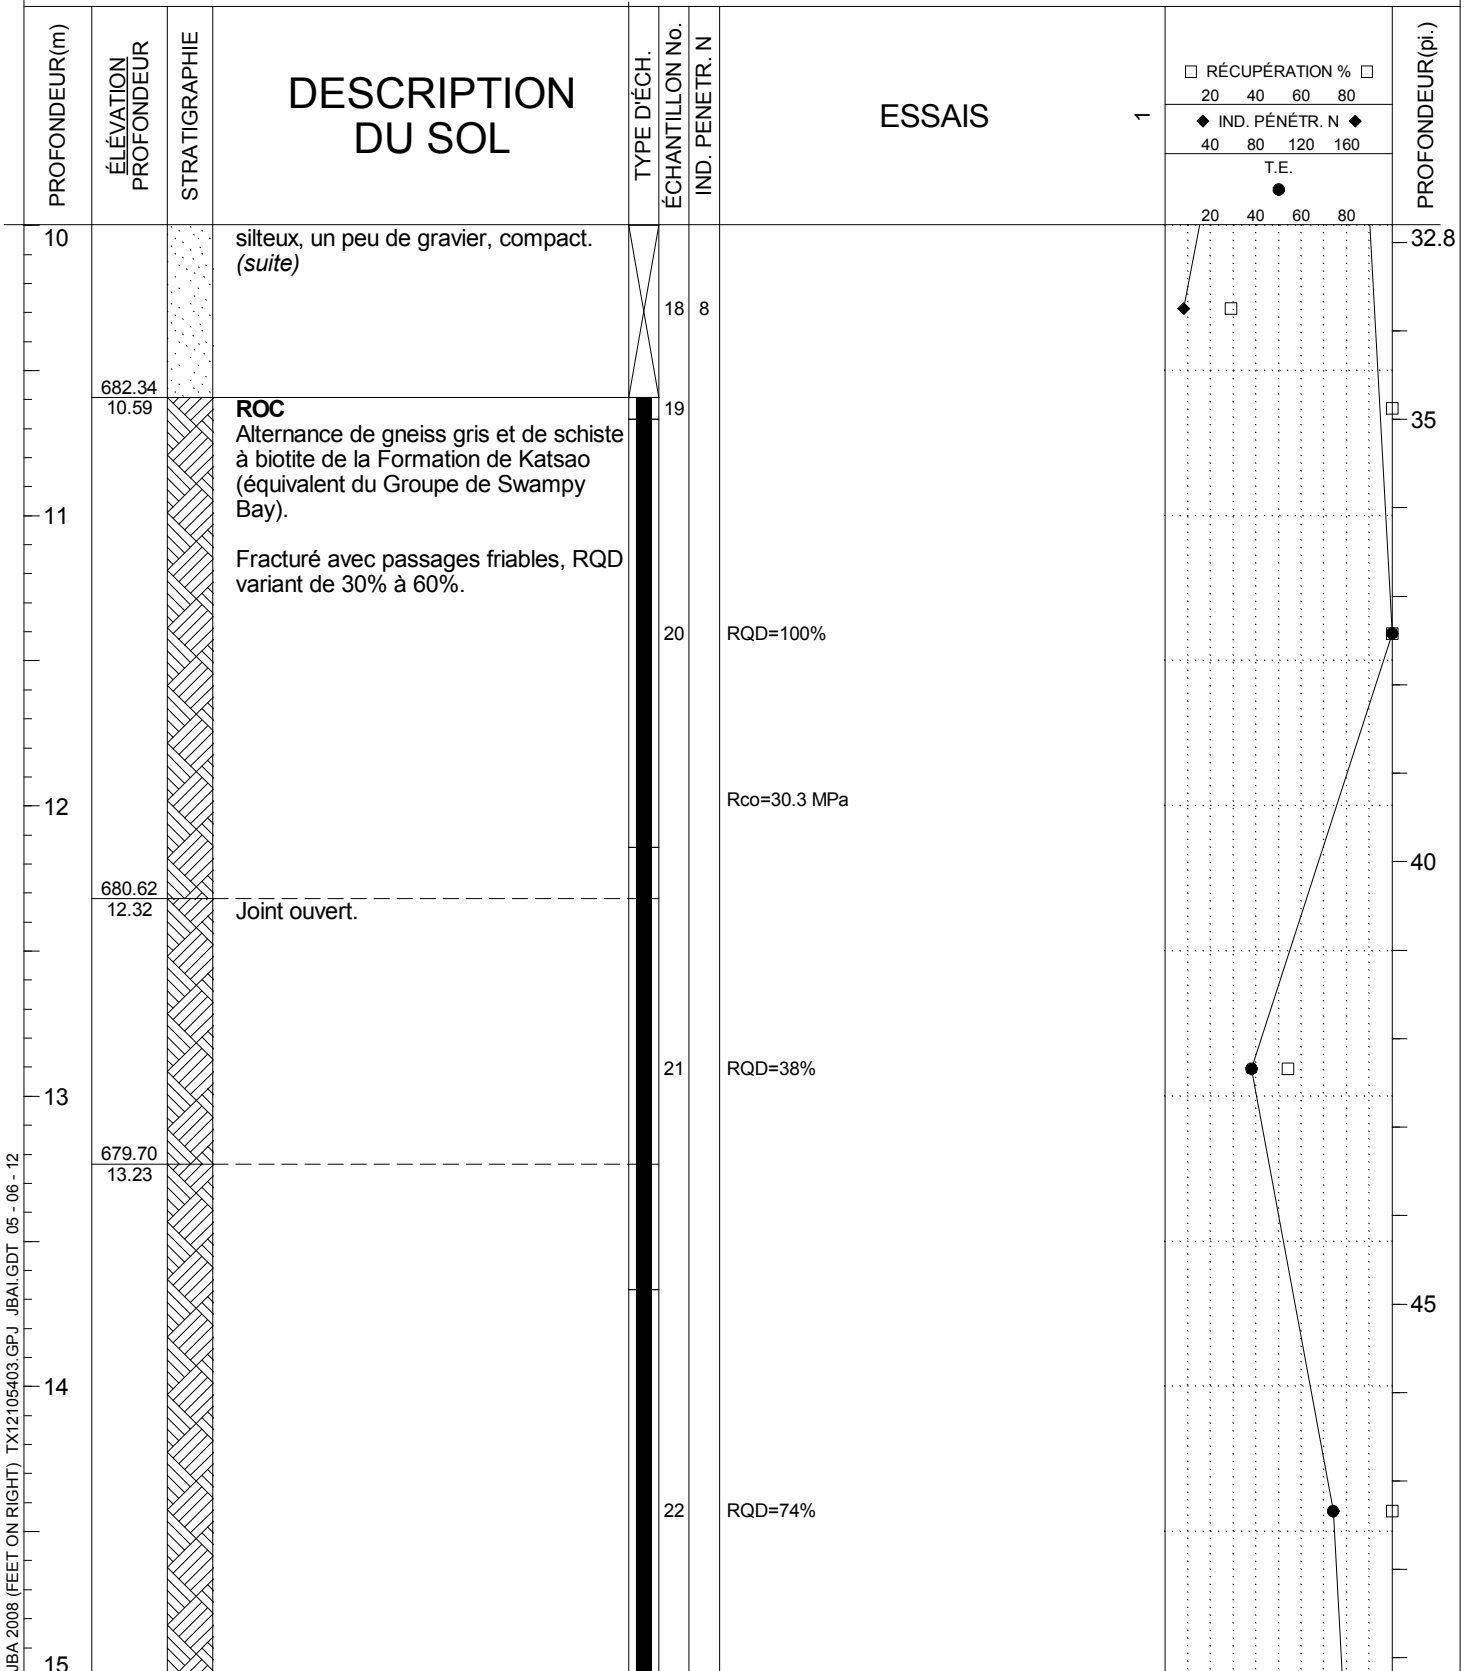 PROFONDEUR(m)
ÉLÉVATION
PROFONDEUR
STRATIGRAPHIE
DESCRIPTION
DU SOL
TYPE D'ÉCH.
ÉCHANTILLON No.
IND. PENETR. N
ESSAIS
1
RÉCUPÉRATION %
20 40 60 80
IND. PÉNÉTR. N
40 80 120 160
T.E.
20 40 60 80
PROFONDEUR(pi.)
10
silteux, un peu de gravier, compact.
(suite)
32.8
18 8
682.34
10.59
ROC
19
Alternance de gneiss gris et de schiste
à biotite de la Formation de Katsao
(équivalent du Groupe de Swampy
Bay).
35
11
Fracturé avec passages friables, RQD
variant de 30% à 60%.
20 RQD=100%
12
Rco=30.3 MPa
40
680.62
12.32
Joint ouvert.
21 RQD=38%
13
679.70
13.23
45
14
22 RQD=74%
15
JBA 2008 (FEET ON RIGHT) TX12105403.GPJ JBAI.GDT 05 - 06 - 12